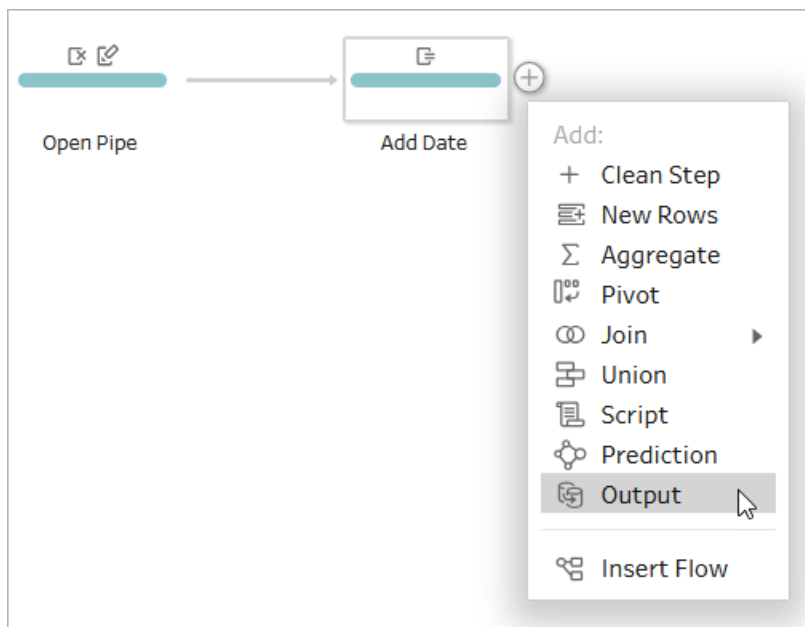 Open Pipe
Add Date
Add:
Clean Step
New Rows
Aggregate
Pivot
Join
Union
Script
Prediction
Output
Insert Flow